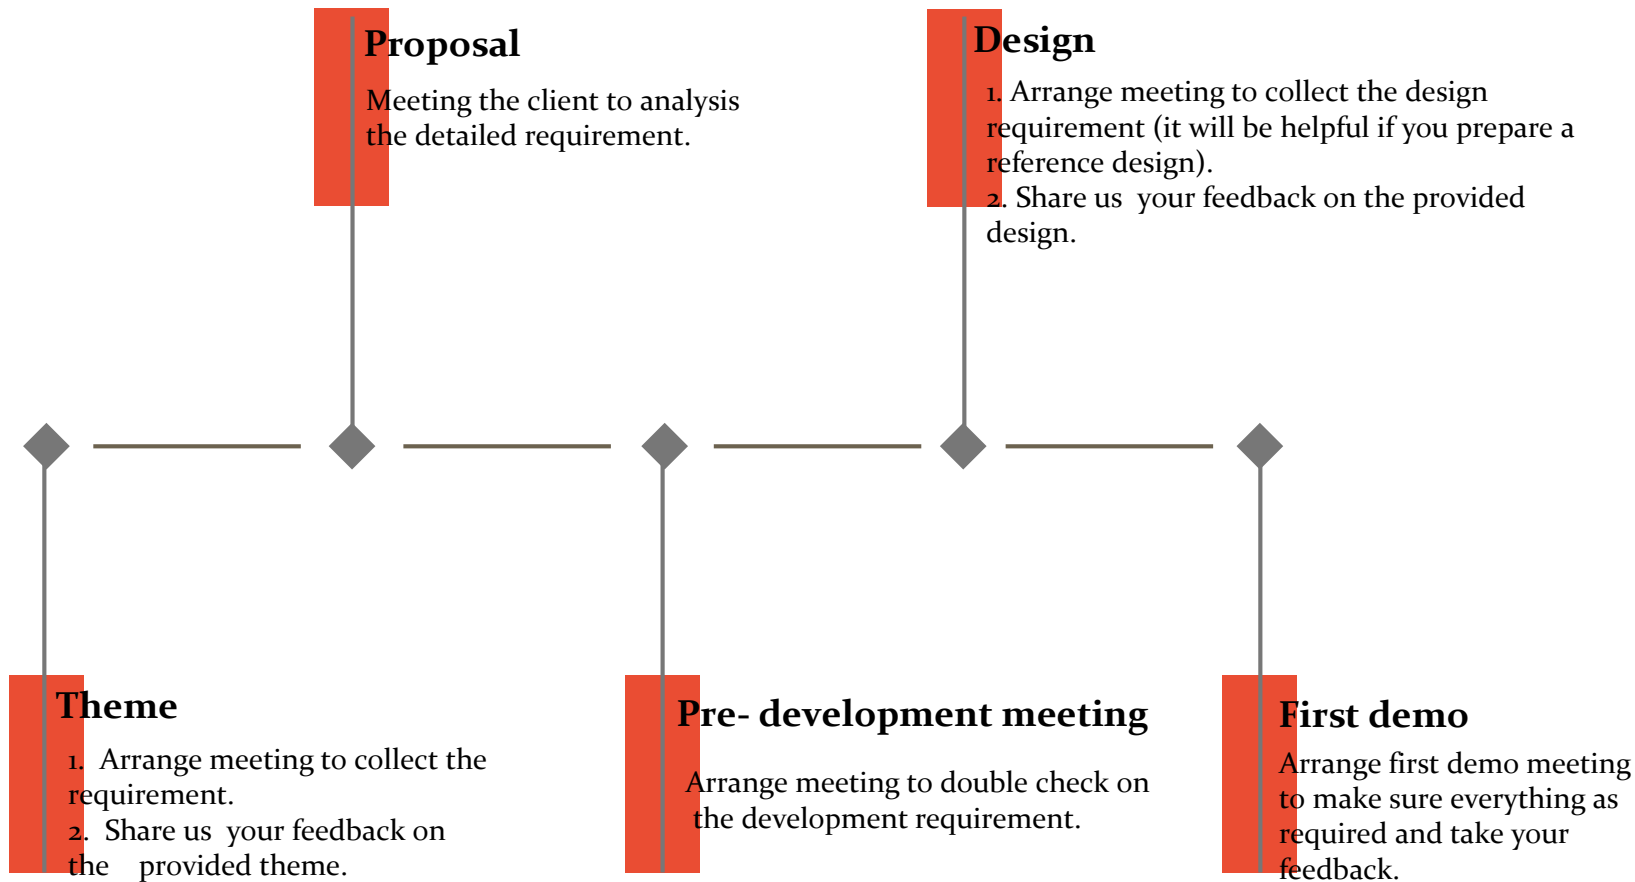 Proposal
Meeting the client to analysis
the detailed requirement.
Design
1. Arrange meeting to collect the design
requirement (it will be helpful if you prepare a
reference design).
2. Share us  your feedback on the provided
design.
Theme
1.  Arrange meeting to collect the
requirement.
2.  Share us  your feedback on
the    provided theme.
Pre- development meeting
Arrange meeting to double check on
the development requirement.
First demo
Arrange first demo meeting
to make sure everything as
required and take your
feedback.